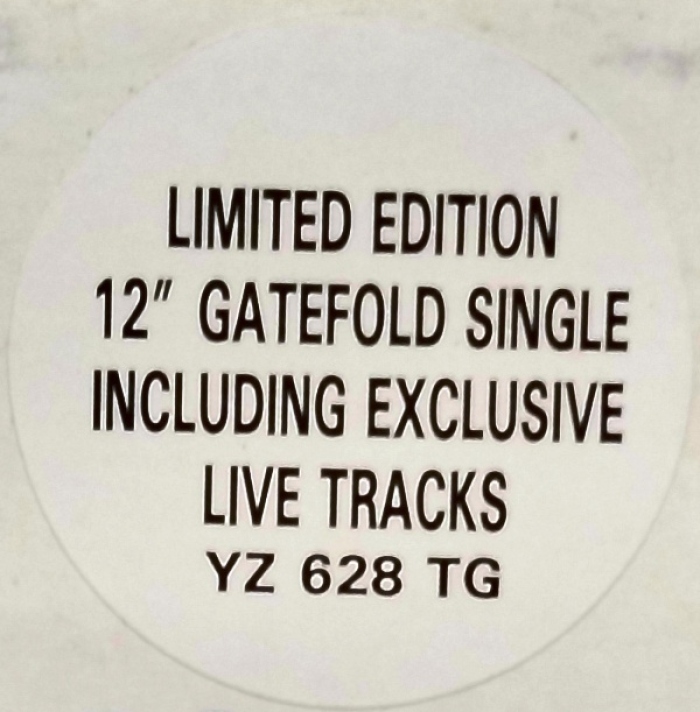 LIMITED EDITION
12" GATEFOLD SINGLE
INCLUDING EXCLUSIVE
LIVE TRACKS
YZ 628 TG